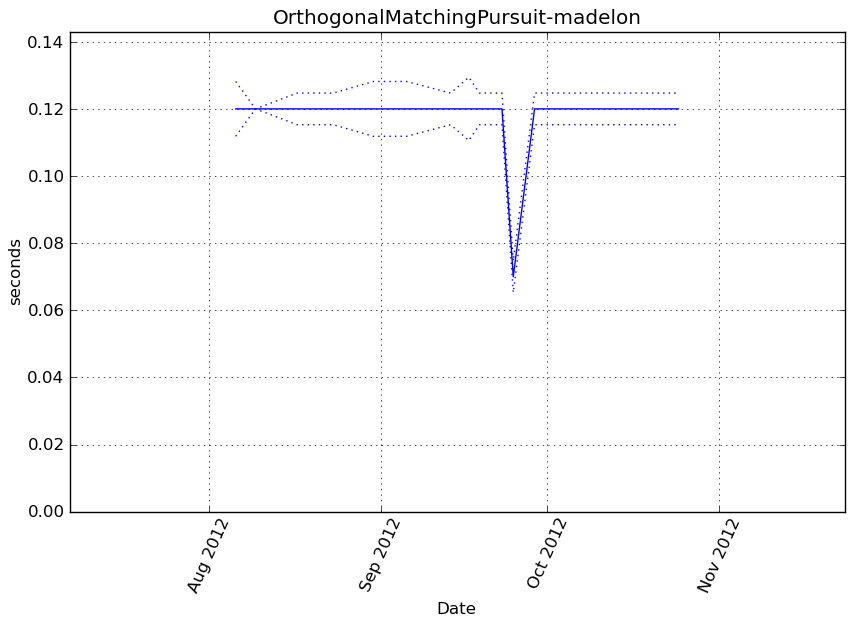 OrthogonalMatchingPursuit-madelon
0.14
0.12
0.10
0.08
0.06
0.04
0.02
0.00
seconds
Aug 2012
Sep 2012
Oct 2012
Nov 2012
Date